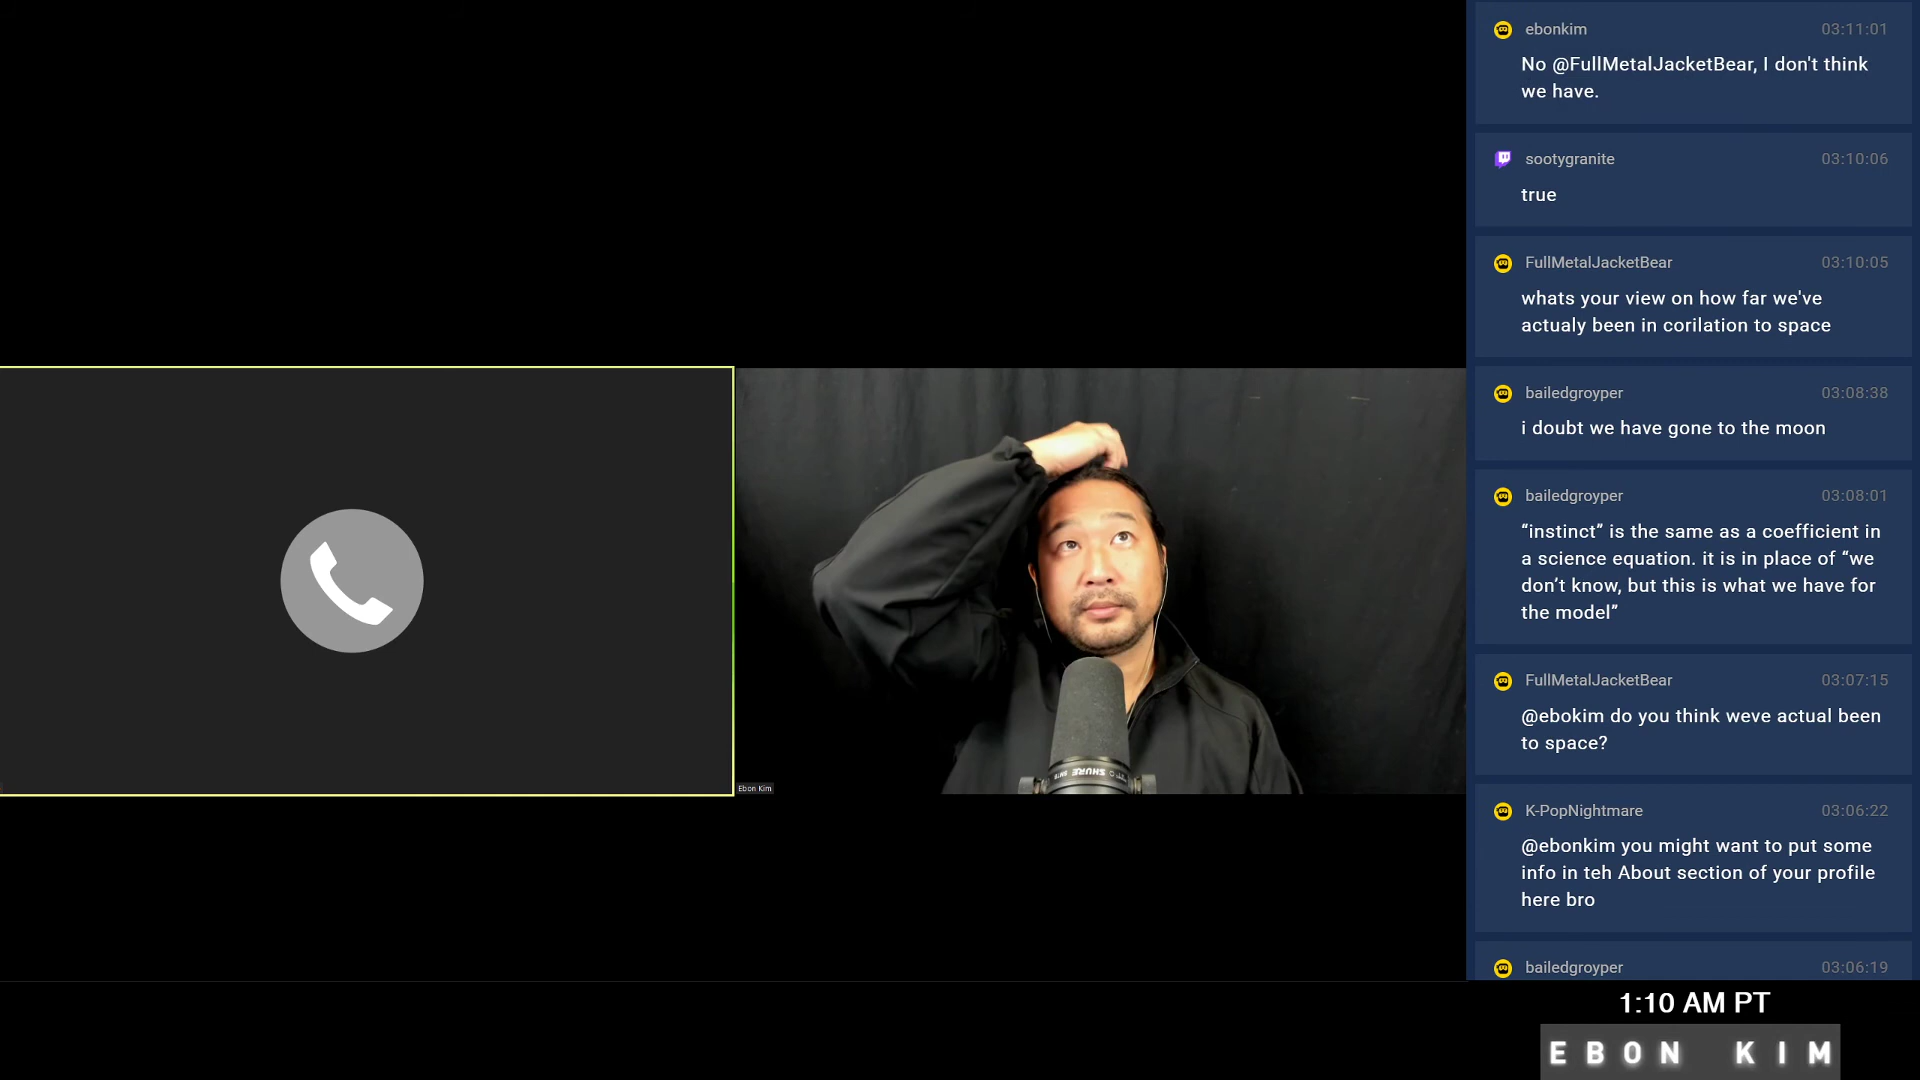 ebonkim 03:11:01
No @FullMetalJacketBear, I don't think
we have.
sootygranite 03:10:06
true
FullMetalJacketBear 03:10:05
whats your view on how far we've
actualy been in corilation to space
bailedgroyper 03:08:38
i doubt we have gone to the moon
bailedgroyper 03:08:01
“instinct” is the same as a coefficient in
a science equation. it is in place of “we
don’t know, but this is what we have for
the model”
FullMetalJacketBear 03:07:15
@ebokim do you think weve actual been
to space?
K-PopNightmare 03:06:22
@ebonkim you might want to put some
info in teh About section of your profile
here bro
bailedgroyper 03:06:19
Ebon Kim
SHURE
1:10 AM PT
EBON KIM